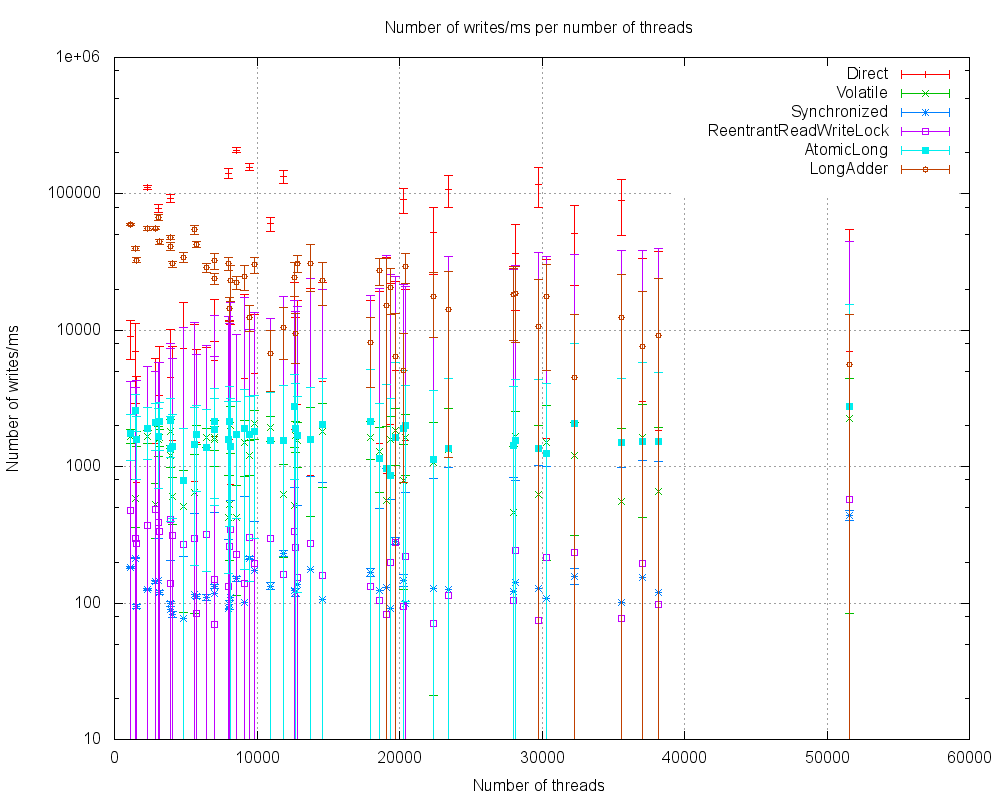 Number of writes/ms per number of threads
1e+06
100000
10000
1000
100
10
Number of writes/ms
Direct
Volatile
Synchronized
ReentrantReadWriteLock
AtomicLong
LongAdder
0 10000 20000 30000 40000 50000 60000
Number of threads